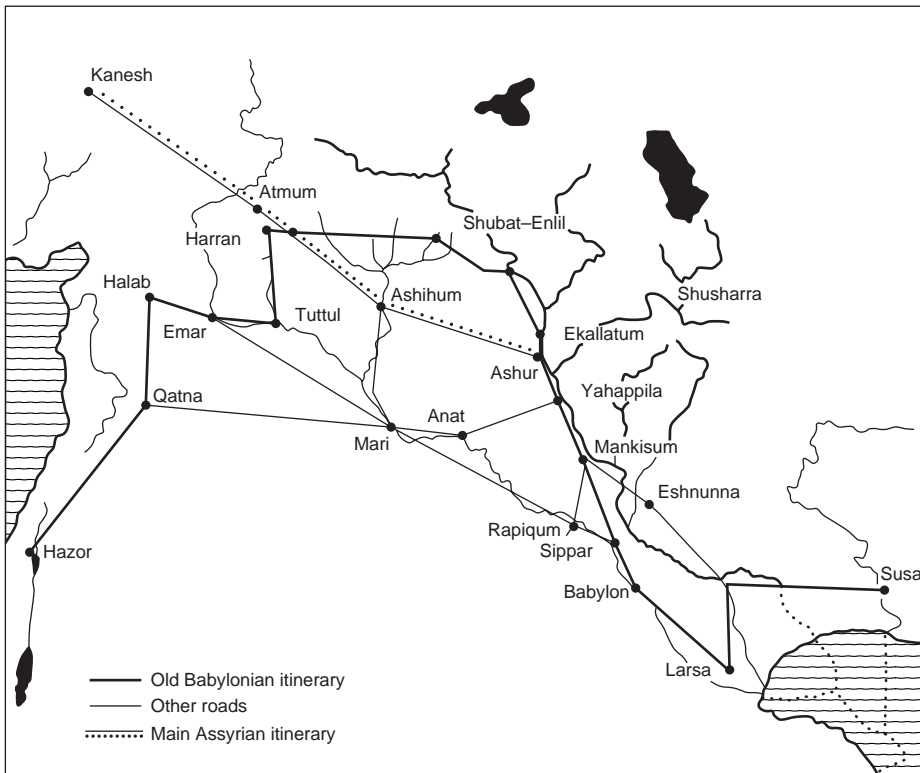 Kanesh
Atmum
Shubat–Enlil
Harran
Shusharra
Halab
Ashihum
Tuttul
Emar
Ekallatum
Ashur
Qatna
Yahappila
Anat
Mari
Mankisum
Eshnunna
Rapiqum
Sippar
Hazor
Susa
Babylon
Larsa
Old Babylonian itinerary
Other roads
Main Assyrian itinerary